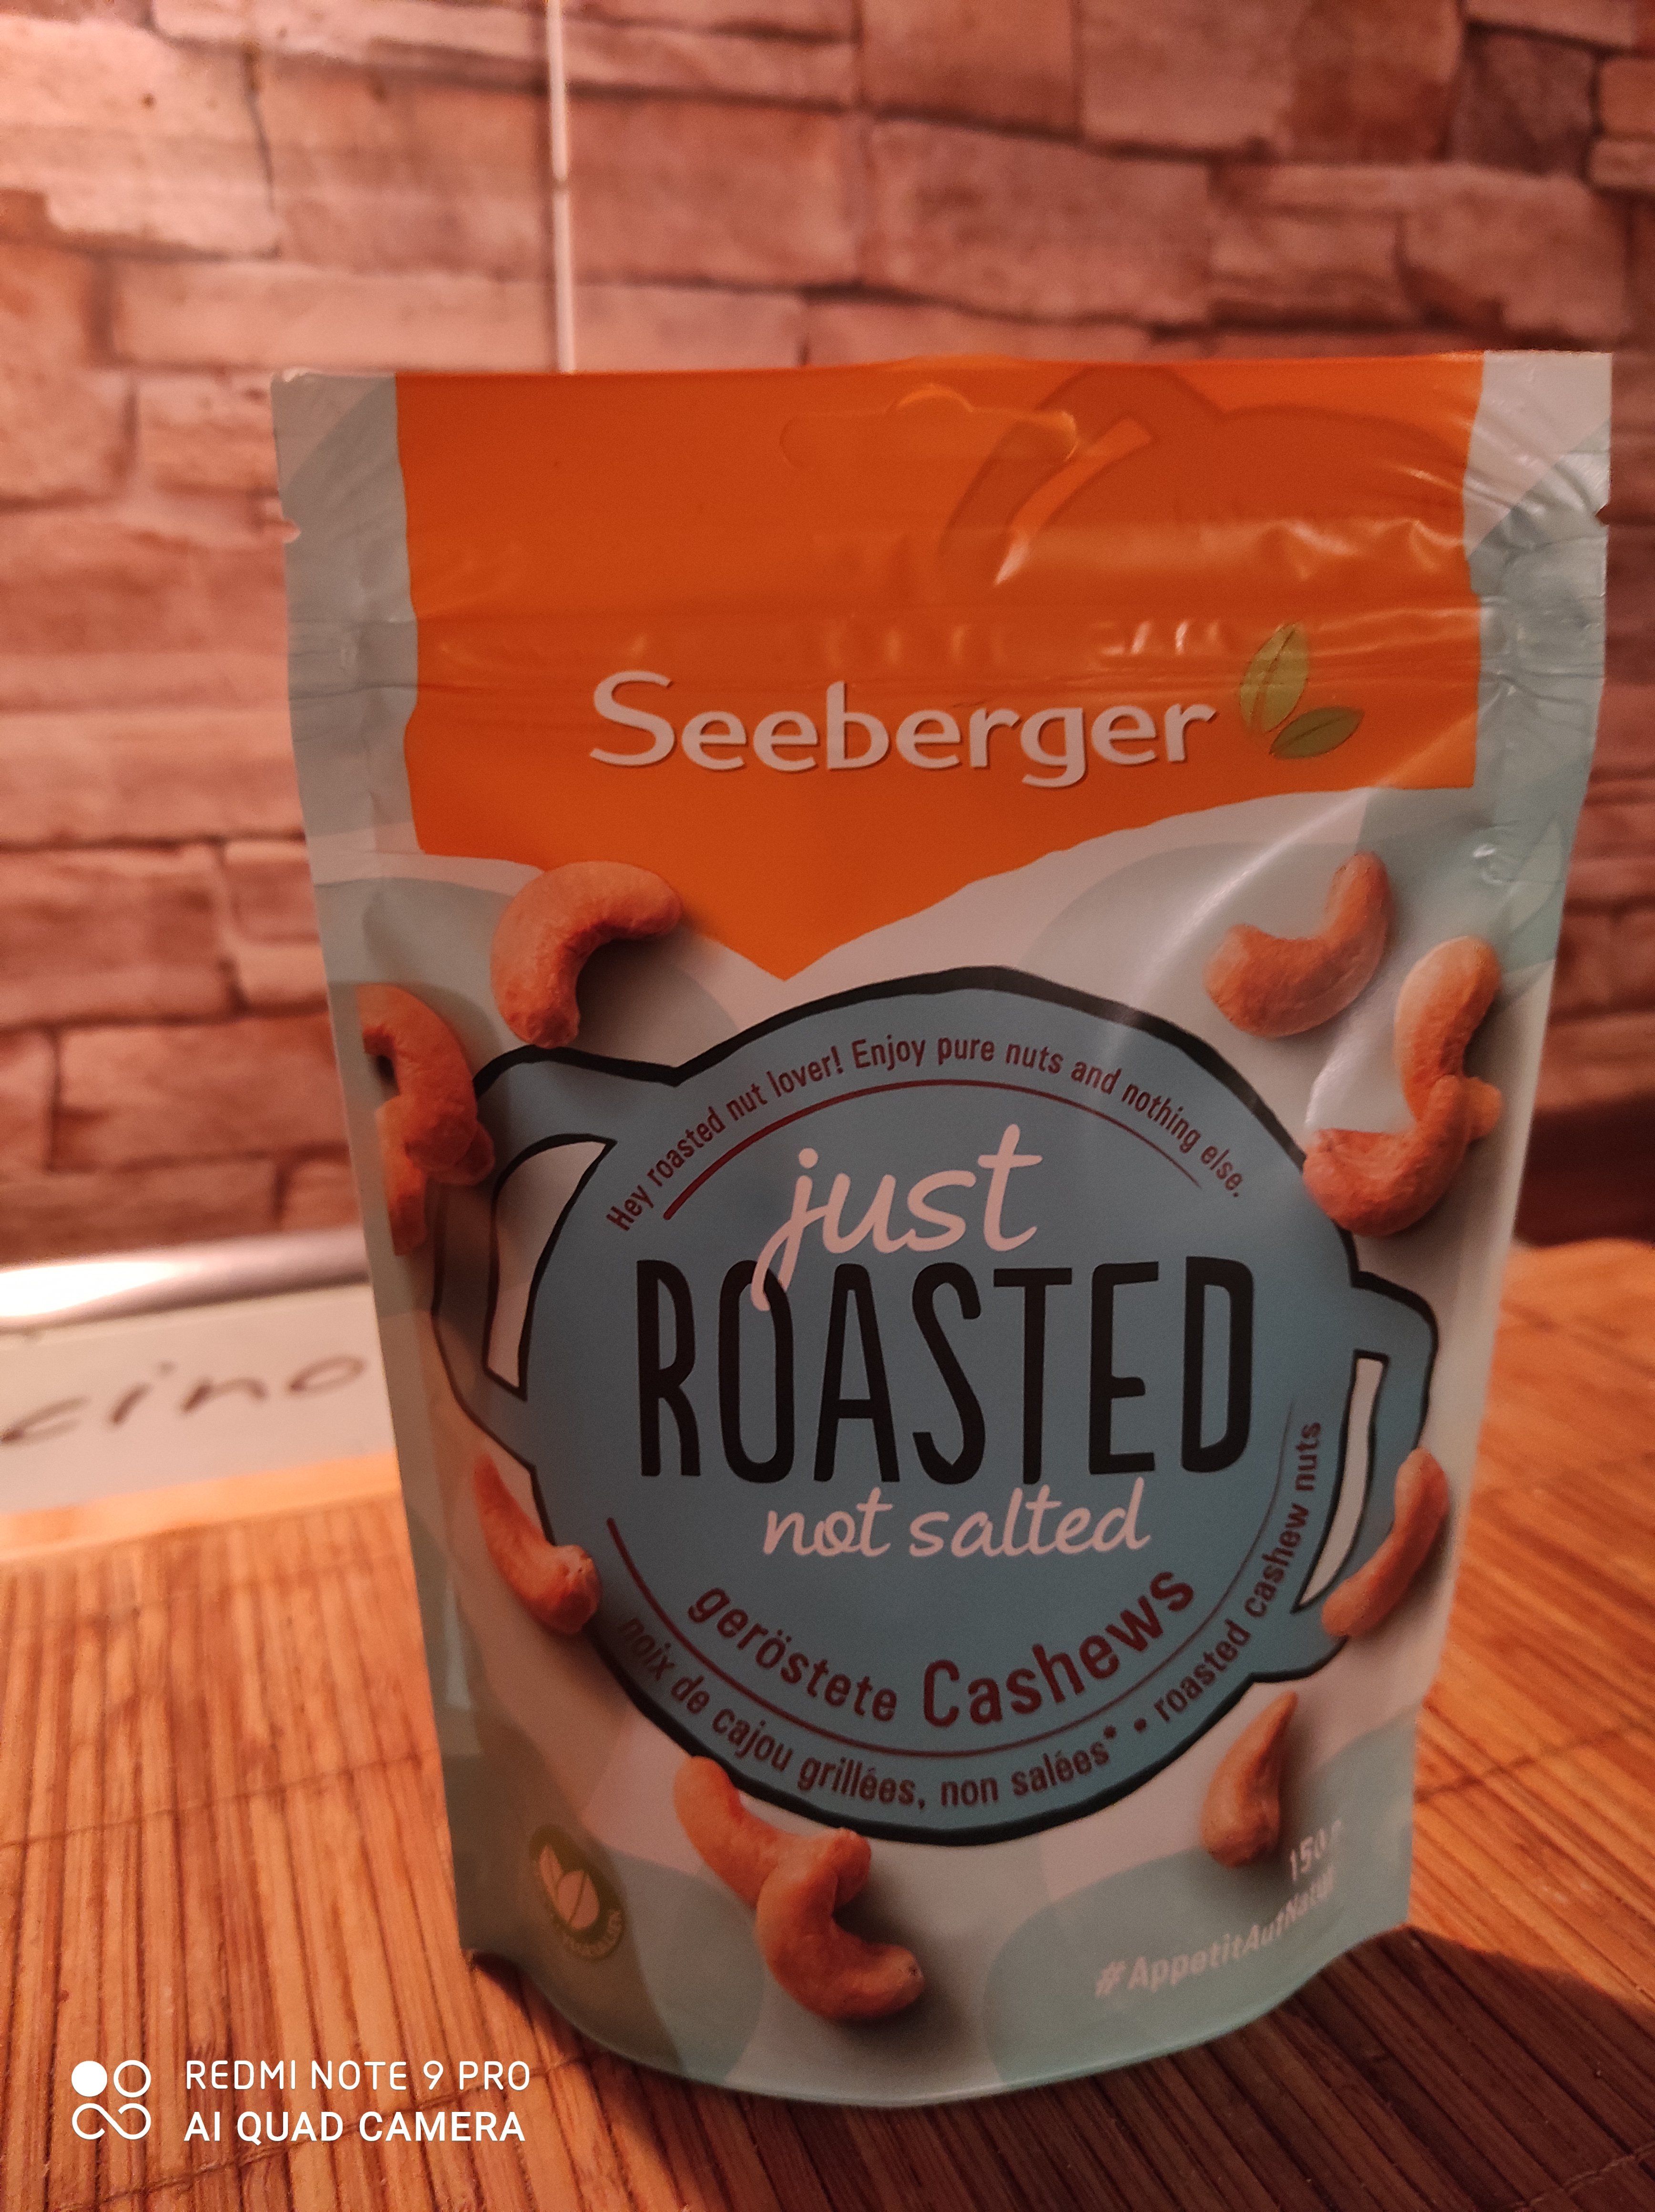 Seeberger
Hey roasted nut lover! Enjoy pure nuts and nothing else.
just
ROASTED
not salted
geröstete Cashews
noix de cajou grillées, non salées* • roasted cashew nuts
#AppetitAufNatur
cino
REDMI NOTE 9 PRO
AI QUAD CAMERA